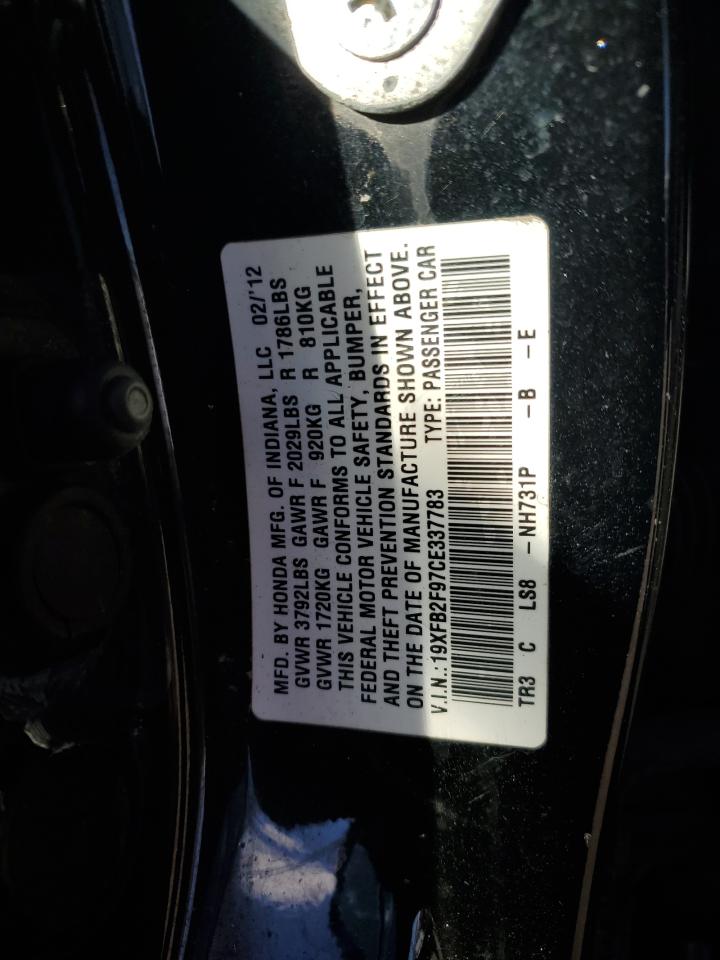 MFD. BY HONDA MFG. OF INDIANA, LLC 02/'12
GVWR 3792LBS GAWR F 2029LBS R 1786LBS
GVWR 1720KG GAWR F 920KG R 810KG
THIS VEHICLE CONFORMS TO ALL APPLICABLE
FEDERAL MOTOR VEHICLE SAFETY, BUMPER,
AND THEFT PREVENTION STANDARDS IN EFFECT
ON THE DATE OF MANUFACTURE SHOWN ABOVE.
V.I.N.: 19XFB2F97CE337783 TYPE: PASSENGER CAR
TR3 C LS8 - NH731P - B - E